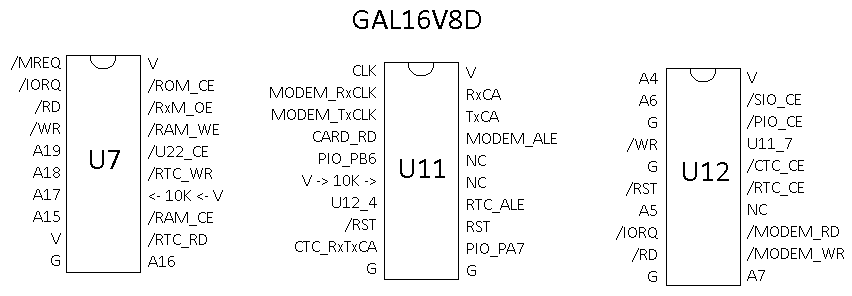 GAL16V8D
/MREQ V
/IORQ /ROM_CE
/RD /RxM_OE
/WR /RAM_WE
A19 /U22_CE
U7
A18 /RTC_WR
A17 <- 10K <- V
A15 /RAM_CE
V /RTC_RD
G A16
CLK V
MODEM_RxCLK RxCA
MODEM_TxCLK TxCA
CARD_RD MODEM_ALE
PIO_PB6 NC
U11
V -> 10K -> NC
U12_4 RTC_ALE
/RST RST
CTC_RxTxCA PIO_PA7
G G
A4 V
A6 /SIO_CE
G /PIO_CE
/WR U11_7
G /CTC_CE
U12
/RST /RTC_CE
A5 NC
/IORQ /MODEM_RD
/RD /MODEM_WR
G A7